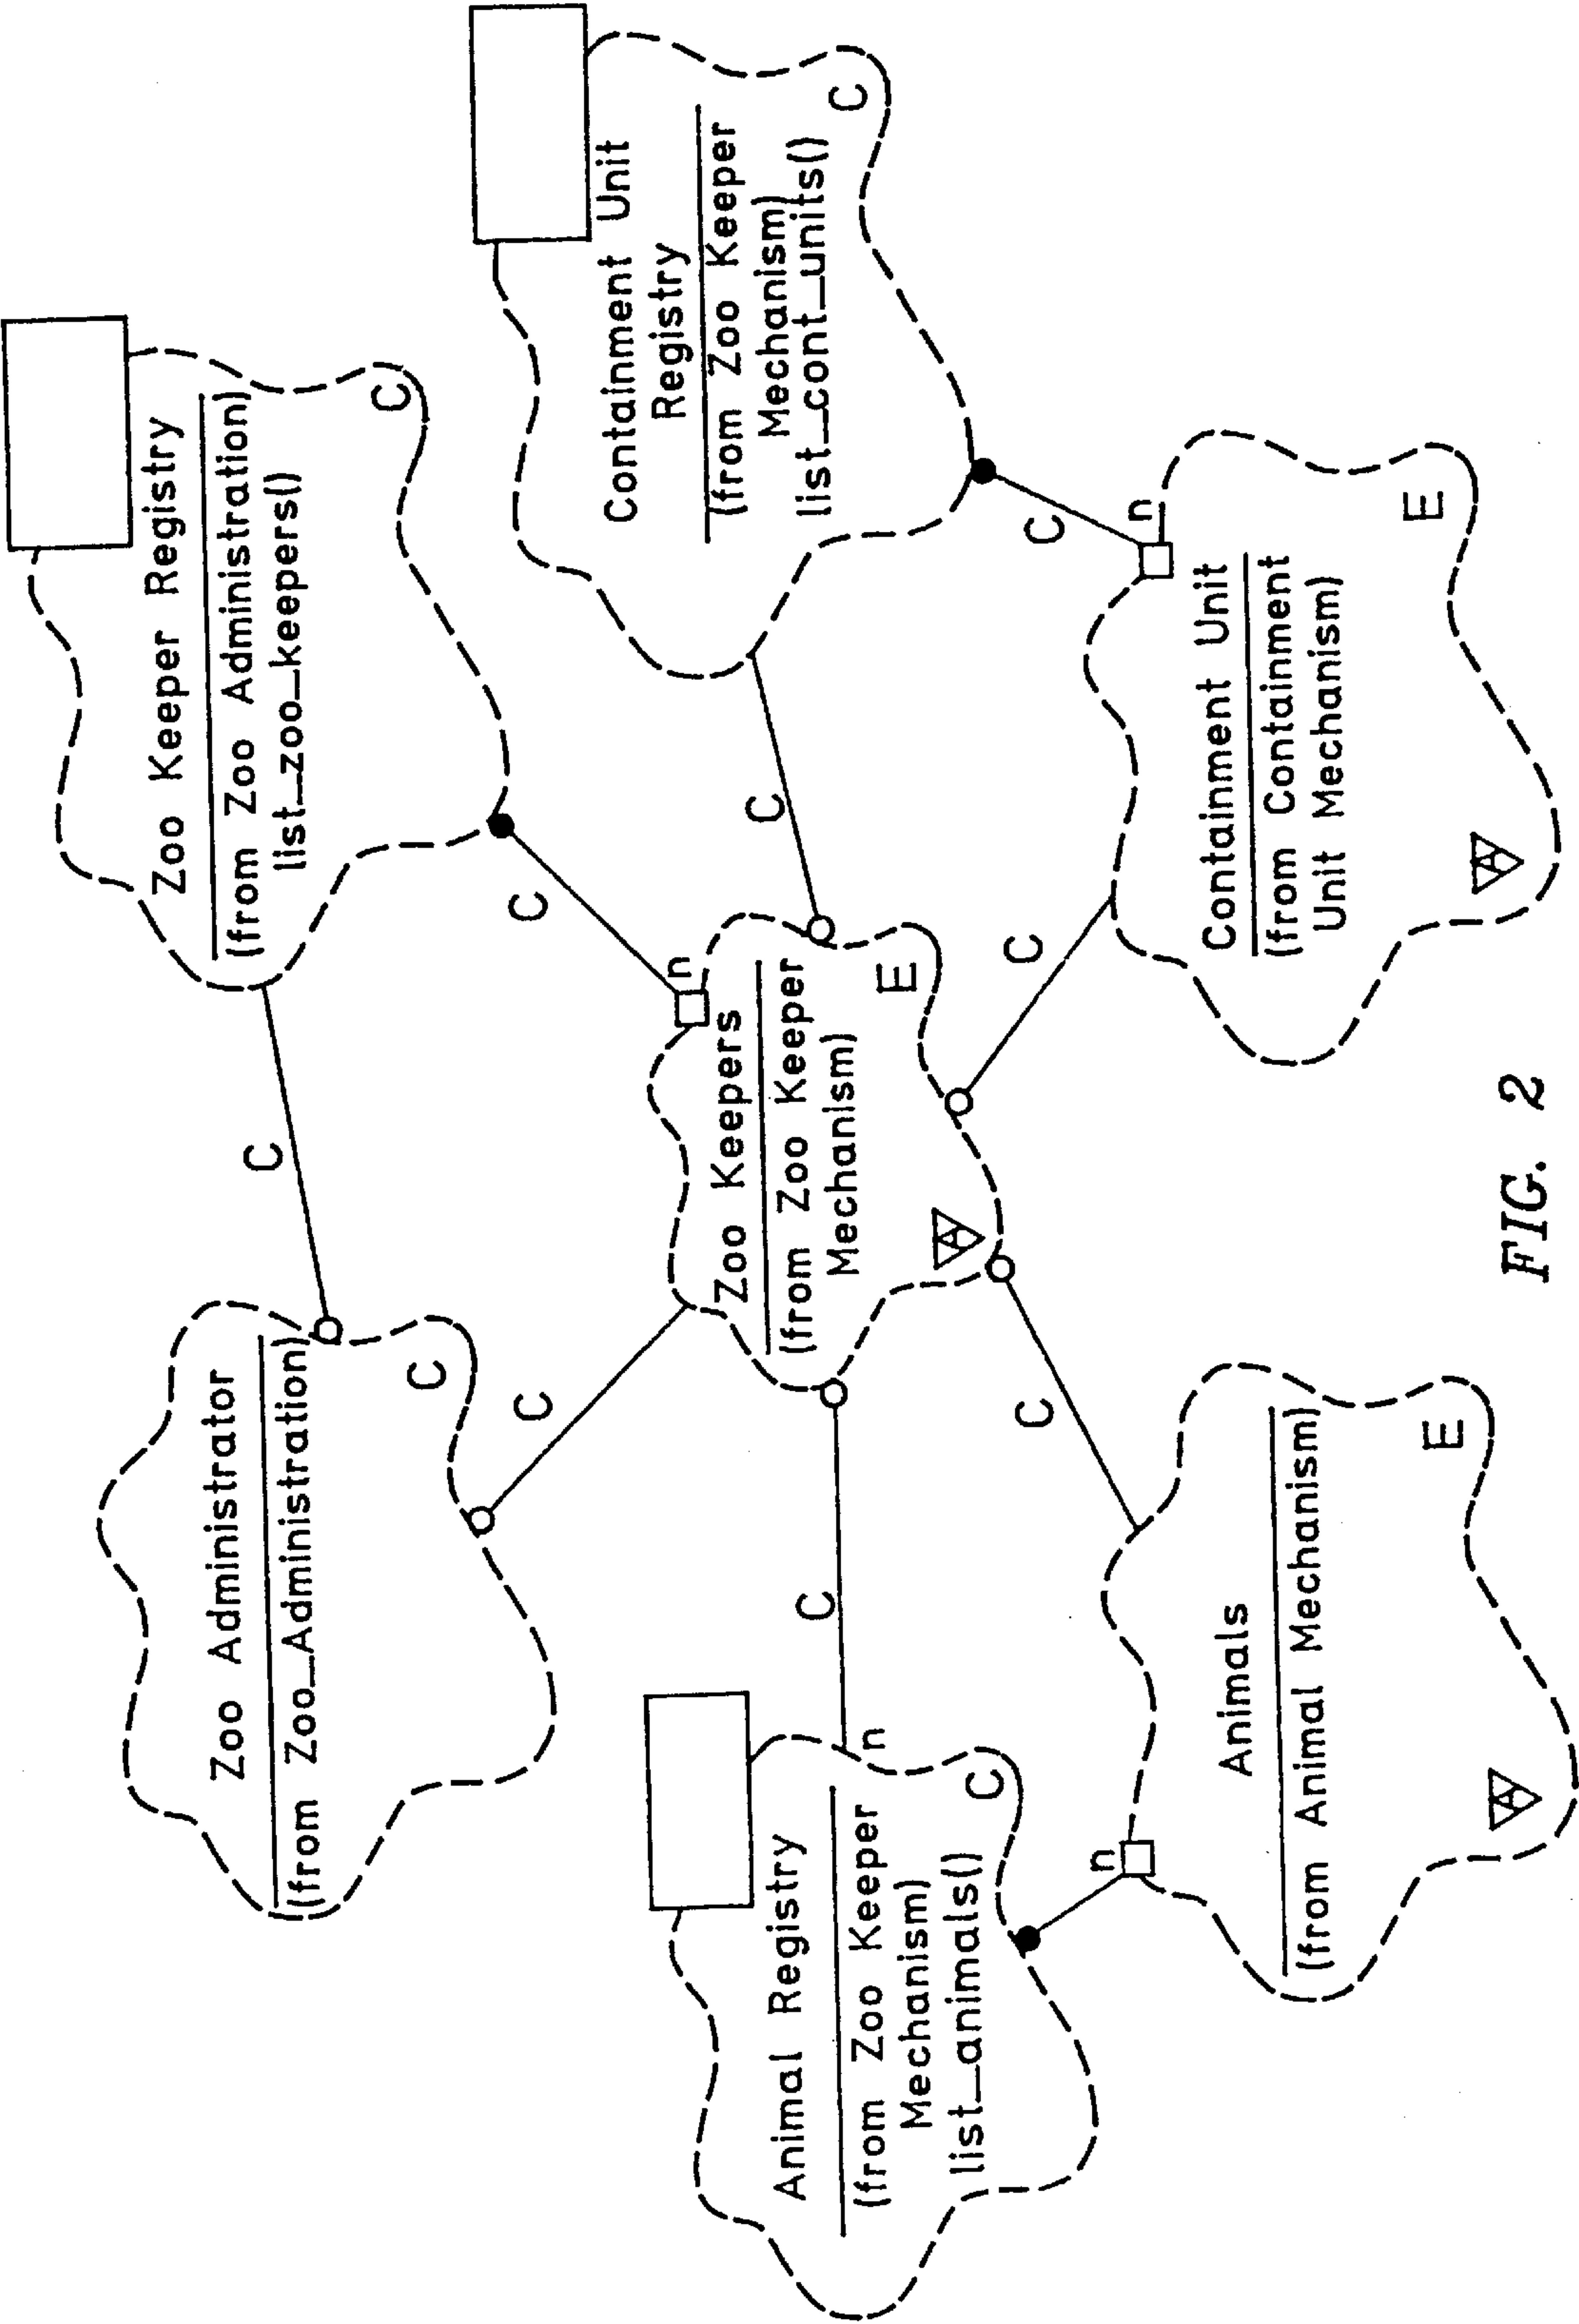 Zoo Administrator
(from Zoo_Administration)
C
C
Zoo Keeper Registry
(from Zoo Administration)
list_zoo_keepers()
C
C
C
n
Animal Registry
(from Zoo Keeper
Mechanism)
list_animals()
C
n
C
Zoo Keepers
(from Zoo Keeper
Mechanism)
E
A
C
Containment Unit
Registry
(from Zoo Keeper
Mechanism)
list_cont_units()
C
C
n
C
C
n
Animals
(from Animal Mechanism)
E
A
Containment Unit
(from Containment
Unit Mechanism)
E
A
FIG. 2